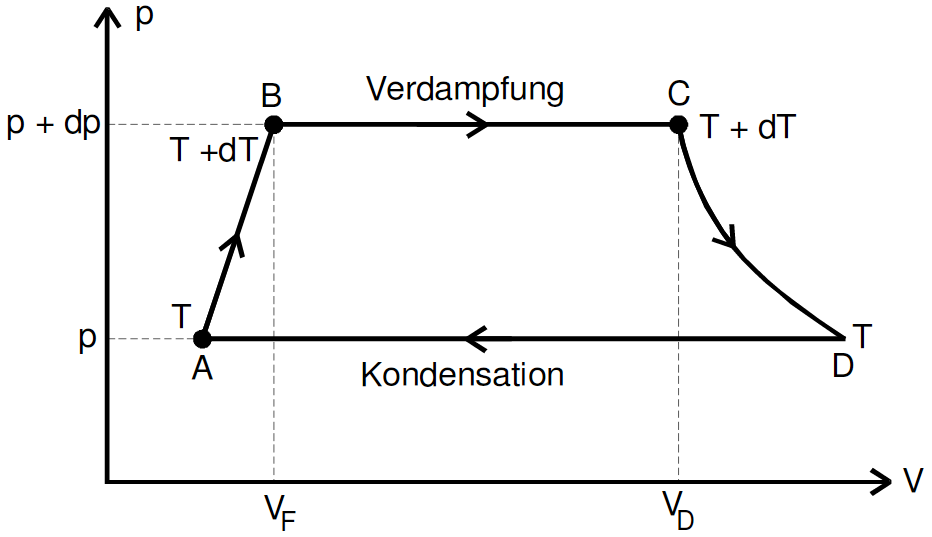 p
B
Verdampfung
C
p + dp
T +dT
T + dT
T
p
T
A
Kondensation
D
V
V_F
V_D